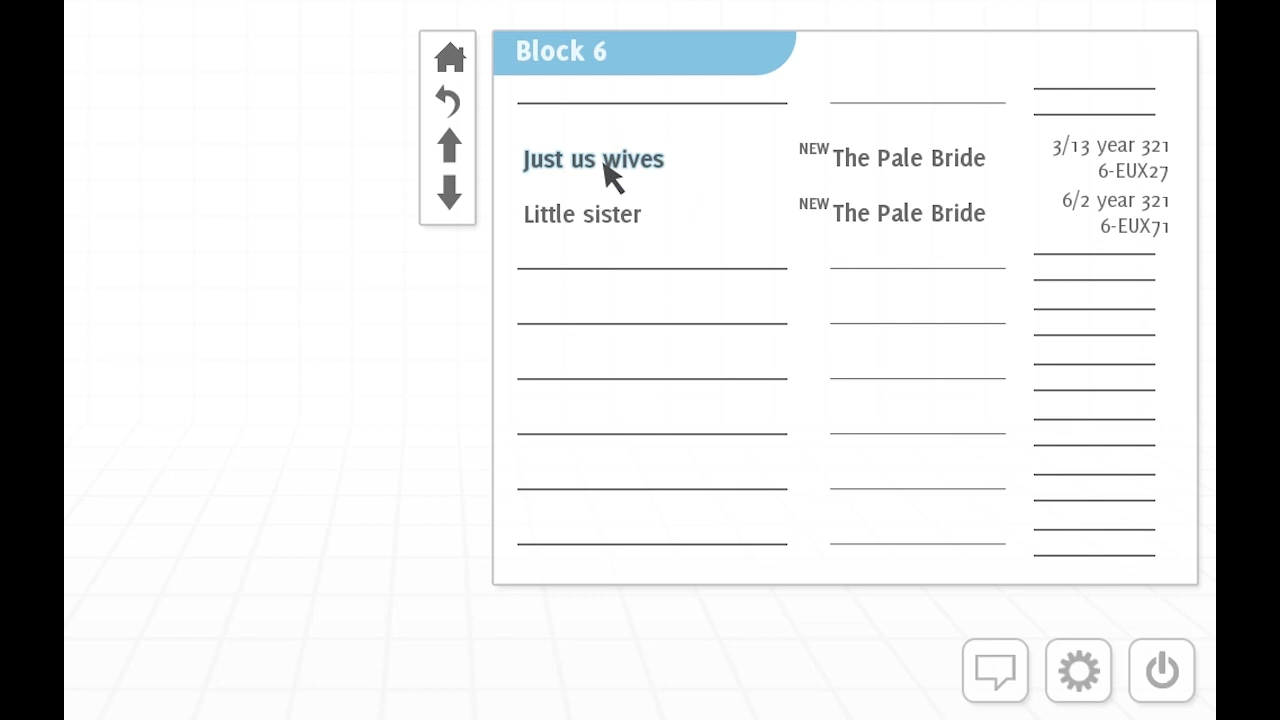 Block 6
Just us wives
NEW The Pale Bride
3/13 year 321
6-EUX27
Little sister
NEW The Pale Bride
6/2 year 321
6-EUX71